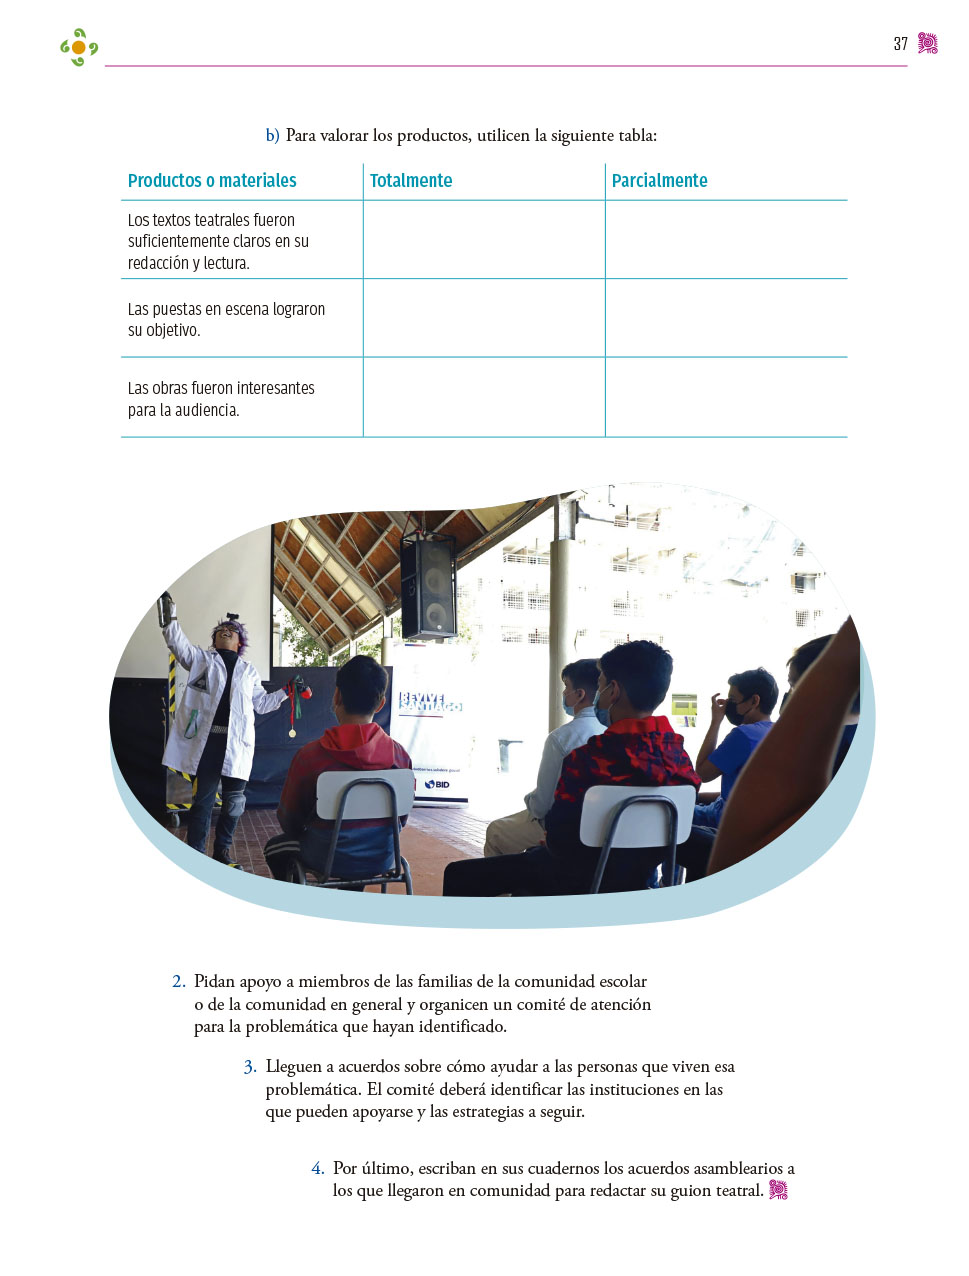 37
b) Para valorar los productos, utilicen la siguiente tabla:
Productos o materiales
Totalmente
Parcialmente
Los textos teatrales fueron
suficientemente claros en su
redacción y lectura.
Las puestas en escena lograron
su objetivo.
Las obras fueron interesantes
para la audiencia.
REVIVE
SANTIAGO
BID
2. Pidan apoyo a miembros de las familias de la comunidad escolar
o de la comunidad en general y organicen un comité de atención
para la problemática que hayan identificado.
3. Lleguen a acuerdos sobre cómo ayudar a las personas que viven esa
problemática. El comité deberá identificar las instituciones en las
que pueden apoyarse y las estrategias a seguir.
4. Por último, escriban en sus cuadernos los acuerdos asamblearios a
los que llegaron en comunidad para redactar su guion teatral.